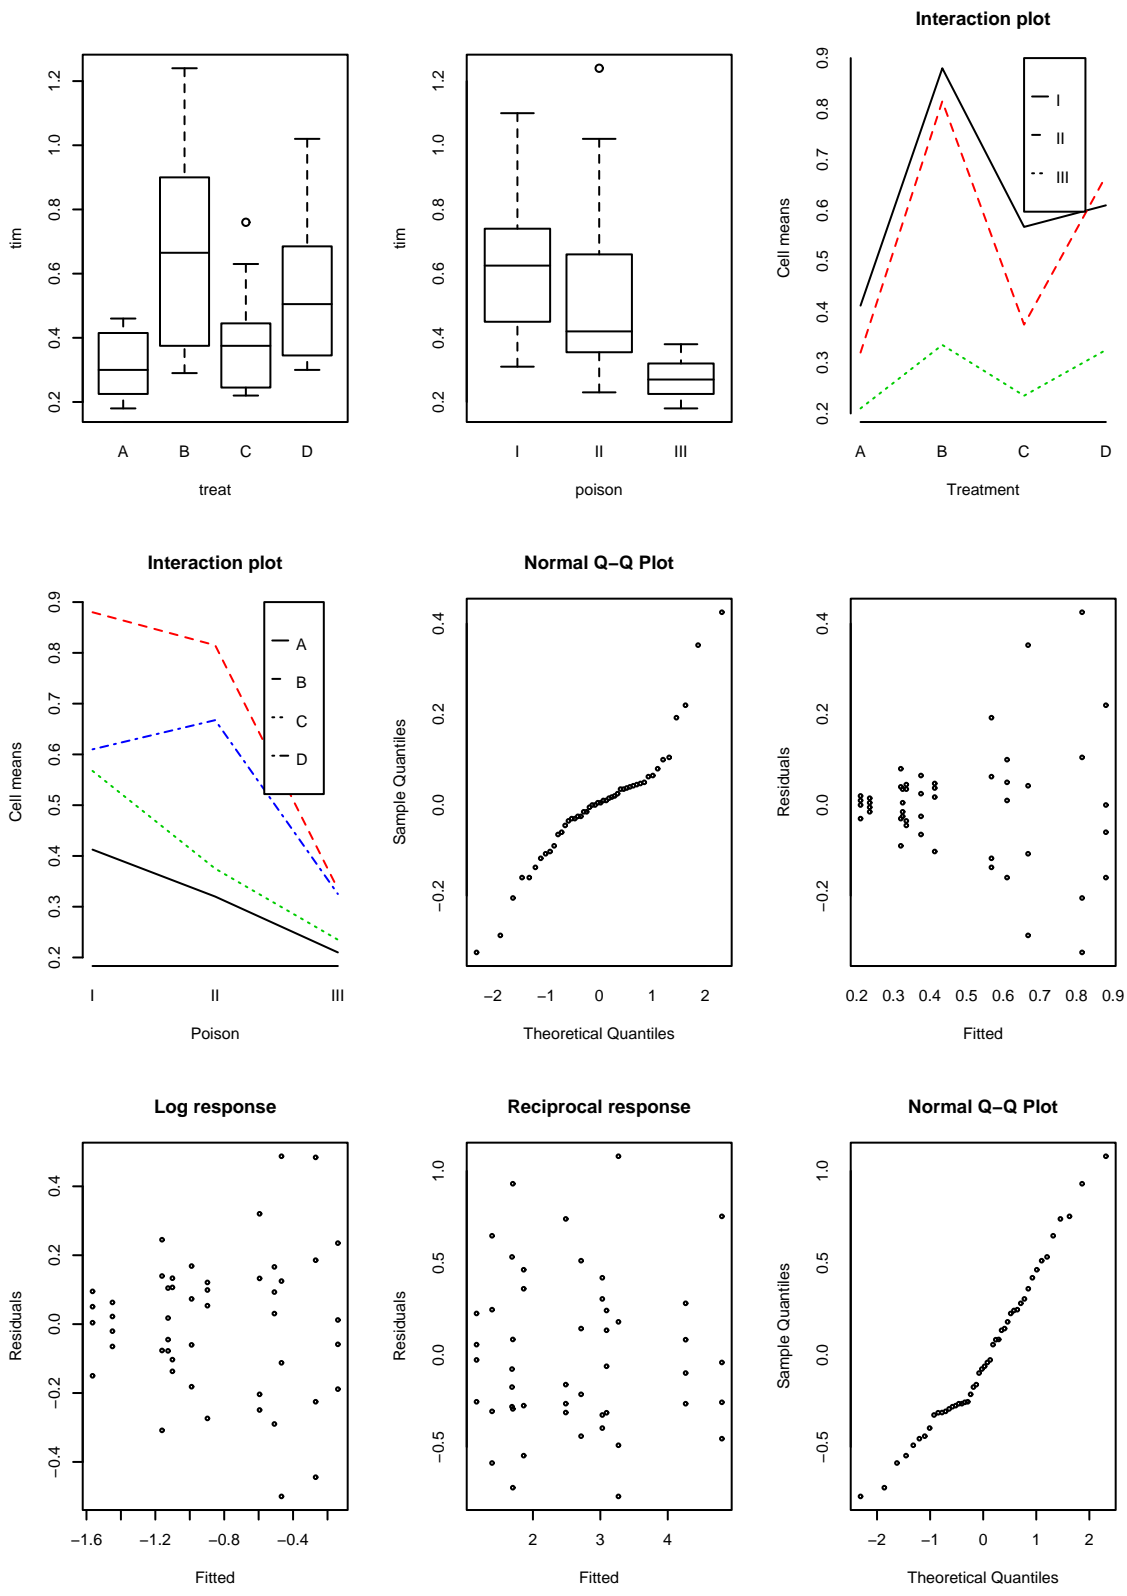 tim
0.2 0.4 0.6 0.8 1.0 1.2
A B C D
treat
tim
0.2 0.4 0.6 0.8 1.0 1.2
I II III
poison
Interaction plot
Cell means
0.2 0.3 0.4 0.5 0.6 0.7 0.8 0.9
I
II
III
A B C D
Treatment
Interaction plot
Cell means
0.2 0.3 0.4 0.5 0.6 0.7 0.8 0.9
A
B
C
D
I II III
Poison
Normal Q−Q Plot
Sample Quantiles
−0.2 0.0 0.2 0.4
−2 −1 0 1 2
Theoretical Quantiles
Residuals
−0.2 0.0 0.2 0.4
0.2 0.3 0.4 0.5 0.6 0.7 0.8 0.9
Fitted
Log response
Residuals
−0.4 −0.2 0.0 0.2 0.4
−1.6 −1.2 −0.8 −0.4
Fitted
Reciprocal response
Residuals
−0.5 0.0 0.5 1.0
2 3 4
Fitted
Normal Q−Q Plot
Sample Quantiles
−0.5 0.0 0.5 1.0
−2 −1 0 1 2
Theoretical Quantiles